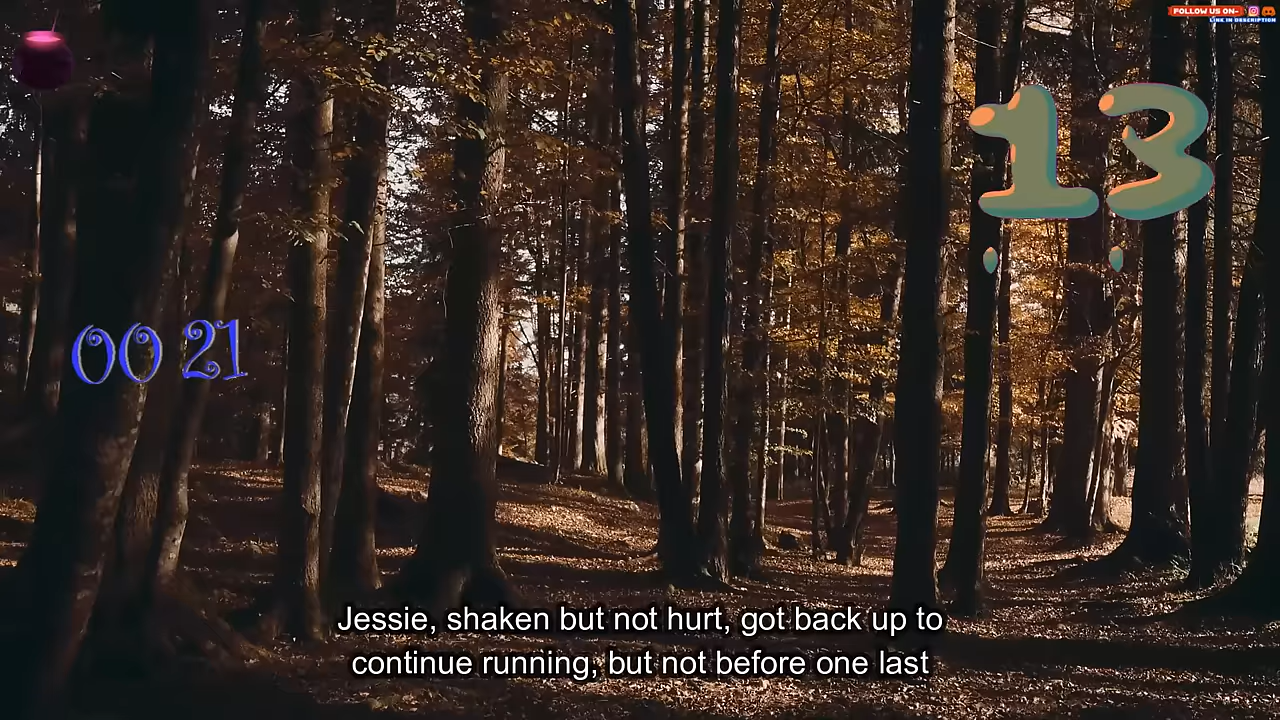 FOLLOW US ON-
LINK IN DESCRIPTION
13
00 21
Jessie, shaken but not hurt, got back up to
continue running, but not before one last